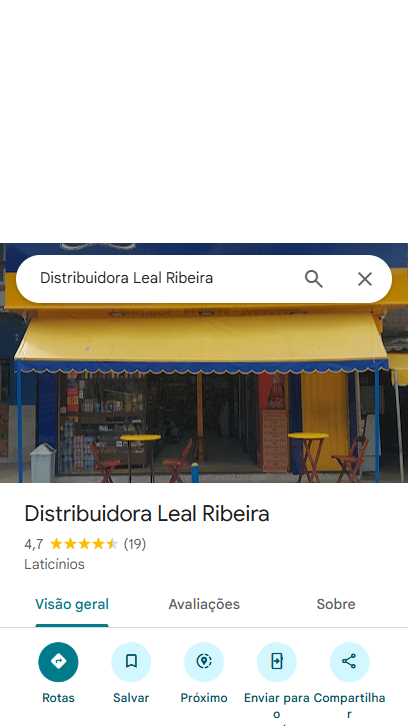 Distribuidora Leal Ribeira
Distribuidora Leal Ribeira
4,7 (19)
Laticínios
Visão geral Avaliações Sobre
Rotas Salvar Próximo Enviar para o Compartilhar